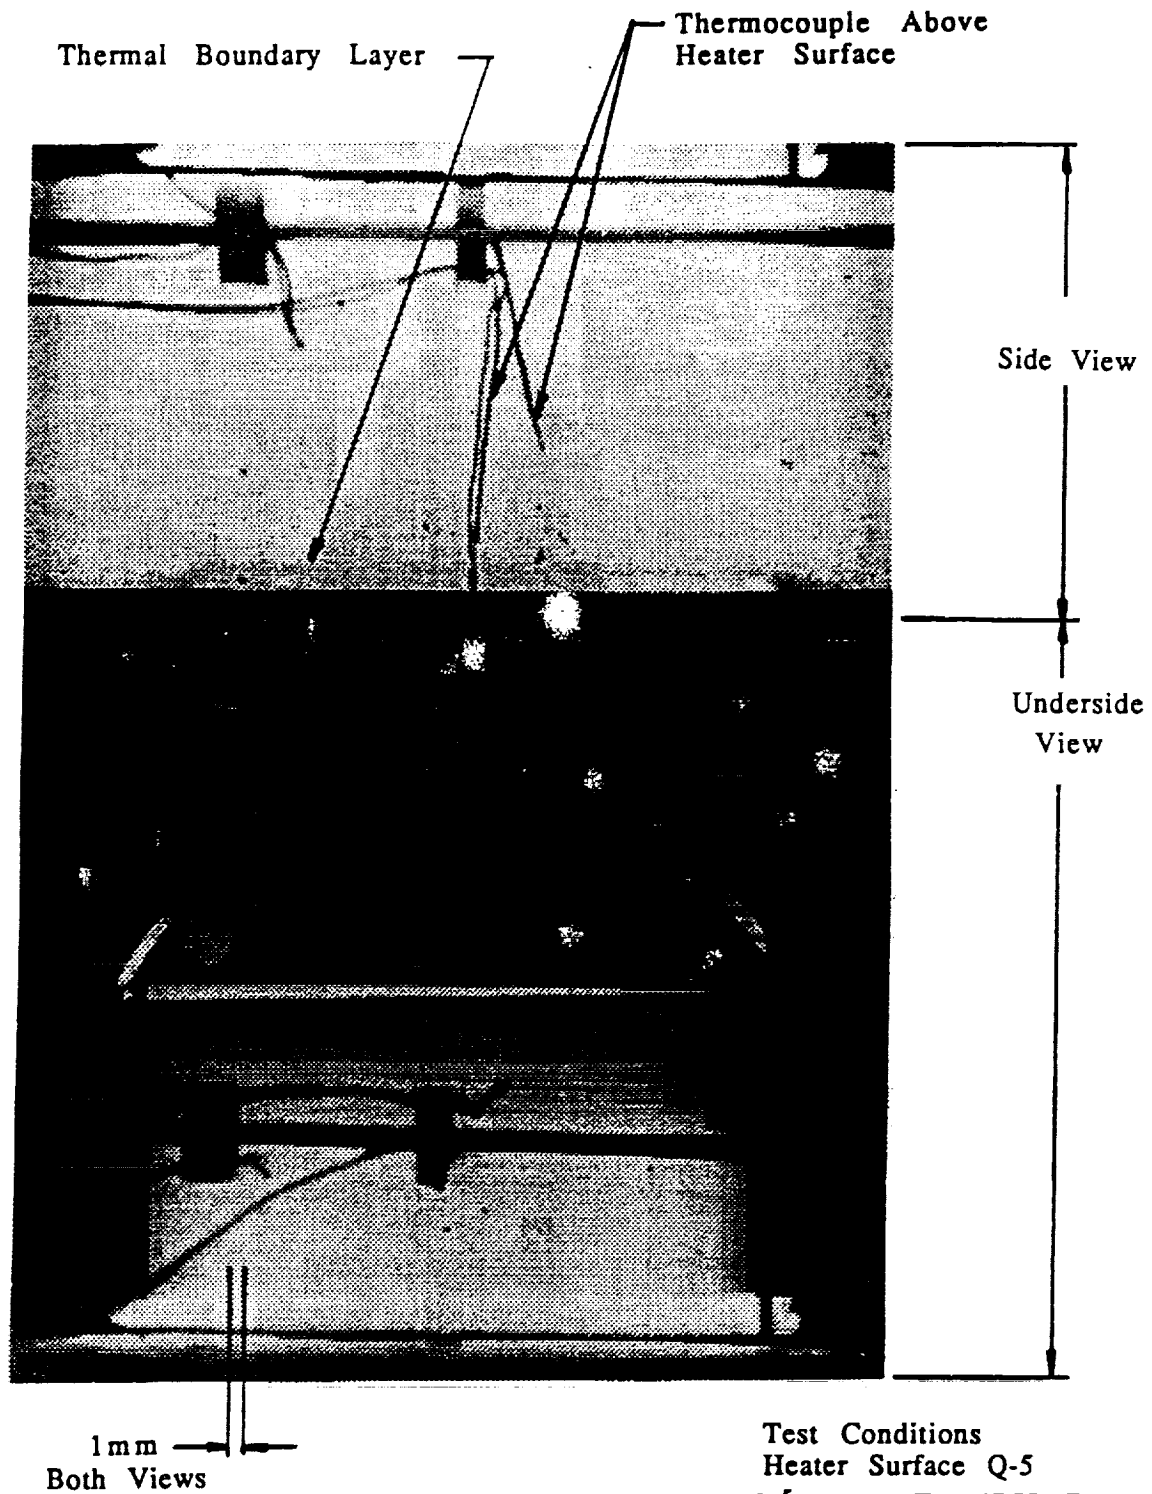 Thermocouple Above
Heater Surface
Thermal Boundary Layer
Side View
Underside
View
1mm
Both Views
Test Conditions
Heater Surface Q-5